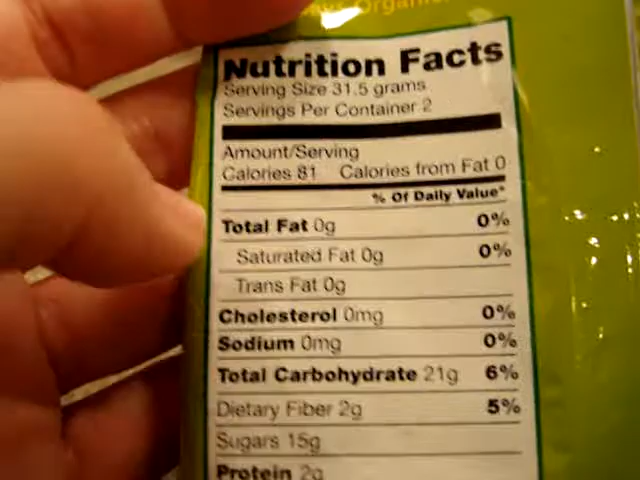 Organic
Nutrition Facts
Serving Size 31.5 grams
Servings Per Container 2
Amount/Serving
Calories 81 Calories from Fat 0
% Of Daily Value*
Total Fat 0g 0%
Saturated Fat 0g 0%
Trans Fat 0g
Cholesterol 0mg 0%
Sodium 0mg 0%
Total Carbohydrate 21g 6%
Dietary Fiber 2g 5%
Sugars 15g
Protein 2g